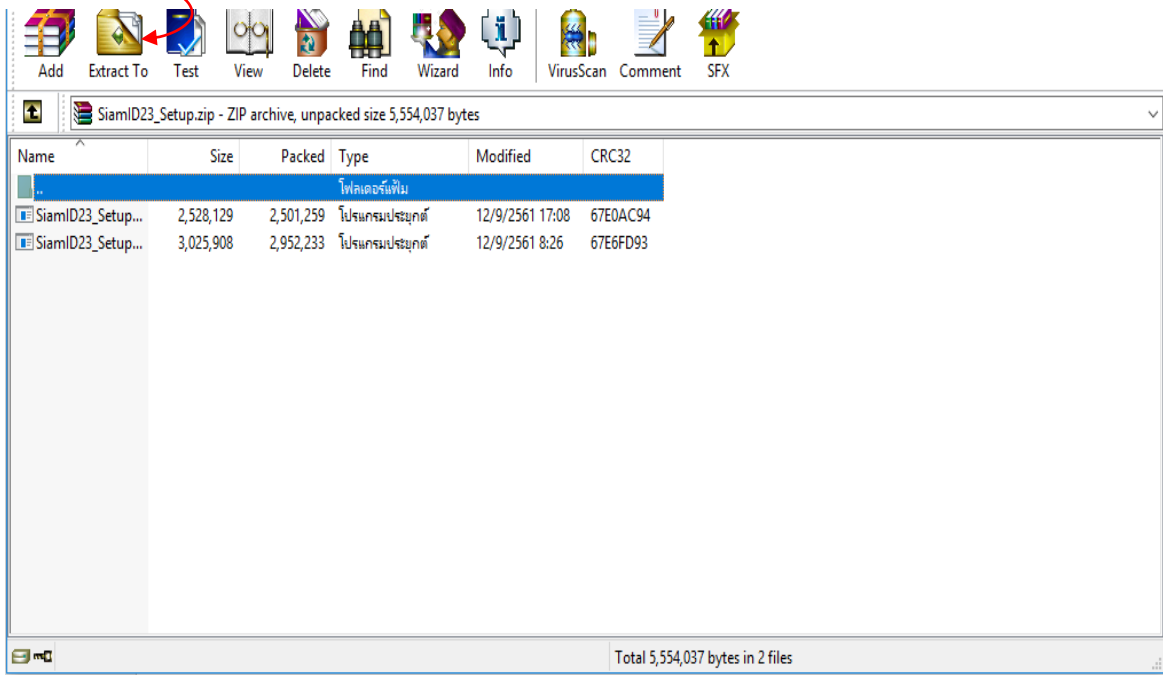 Add Extract To Test View Delete Find Wizard Info VirusScan Comment SFX
SiamID23_Setup.zip - ZIP archive, unpacked size 5,554,037 bytes
Name Size Packed Type Modified CRC32
.. โฟลเดอร์แฟ้ม
SiamID23_Setup... 2,528,129 2,501,259 โปรแกรมประยุกต์ 12/9/2561 17:08 67E0AC94
SiamID23_Setup... 3,025,908 2,952,233 โปรแกรมประยุกต์ 12/9/2561 8:26 67E6FD93
Total 5,554,037 bytes in 2 files